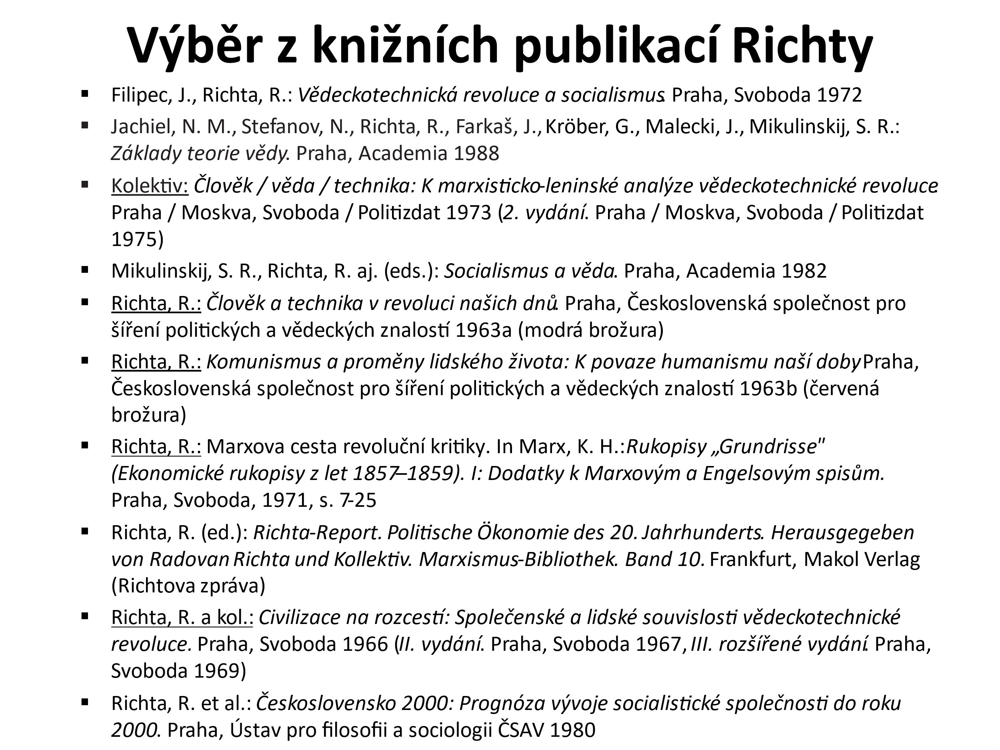 Výběr z knižních publikací Richty
▪ Filipec, J., Richta, R.: Vědeckotechnická revoluce a socialismus. Praha, Svoboda 1972
▪ Jachiel, N. M., Stefanov, N., Richta, R., Farkaš, J., Kröber, G., Malecki, J., Mikulinskij, S. R.:
Základy teorie vědy. Praha, Academia 1988
▪ Kolektiv: Člověk / věda / technika: K marxisticko-leninské analýze vědeckotechnické revoluce.
Praha / Moskva, Svoboda / Politizdat 1973 (2. vydání. Praha / Moskva, Svoboda / Politizdat
1975)
▪ Mikulinskij, S. R., Richta, R. aj. (eds.): Socialismus a věda. Praha, Academia 1982
▪ Richta, R.: Člověk a technika v revoluci našich dnů. Praha, Československá společnost pro
šíření politických a vědeckých znalostí 1963a (modrá brožura)
▪ Richta, R.: Komunismus a proměny lidského života: K povaze humanismu naší doby. Praha,
Československá společnost pro šíření politických a vědeckých znalostí 1963b (červená
brožura)
▪ Richta, R.: Marxova cesta revoluční kritiky. In Marx, K. H.: Rukopisy „Grundrisse"
(Ekonomické rukopisy z let 1857–1859). I: Dodatky k Marxovým a Engelsovým spisům.
Praha, Svoboda, 1971, s. 7-25
▪ Richta, R. (ed.): Richta-Report. Politische Ökonomie des 20. Jahrhunderts. Herausgegeben
von Radovan Richta und Kollektiv. Marxismus-Bibliothek. Band 10. Frankfurt, Makol Verlag
(Richtova zpráva)
▪ Richta, R. a kol.: Civilizace na rozcestí: Společenské a lidské souvislosti vědeckotechnické
revoluce. Praha, Svoboda 1966 (II. vydání. Praha, Svoboda 1967, III. rozšířené vydání. Praha,
Svoboda 1969)
▪ Richta, R. et al.: Československo 2000: Prognóza vývoje socialistické společnosti do roku
2000. Praha, Ústav pro filosofii a sociologii ČSAV 1980